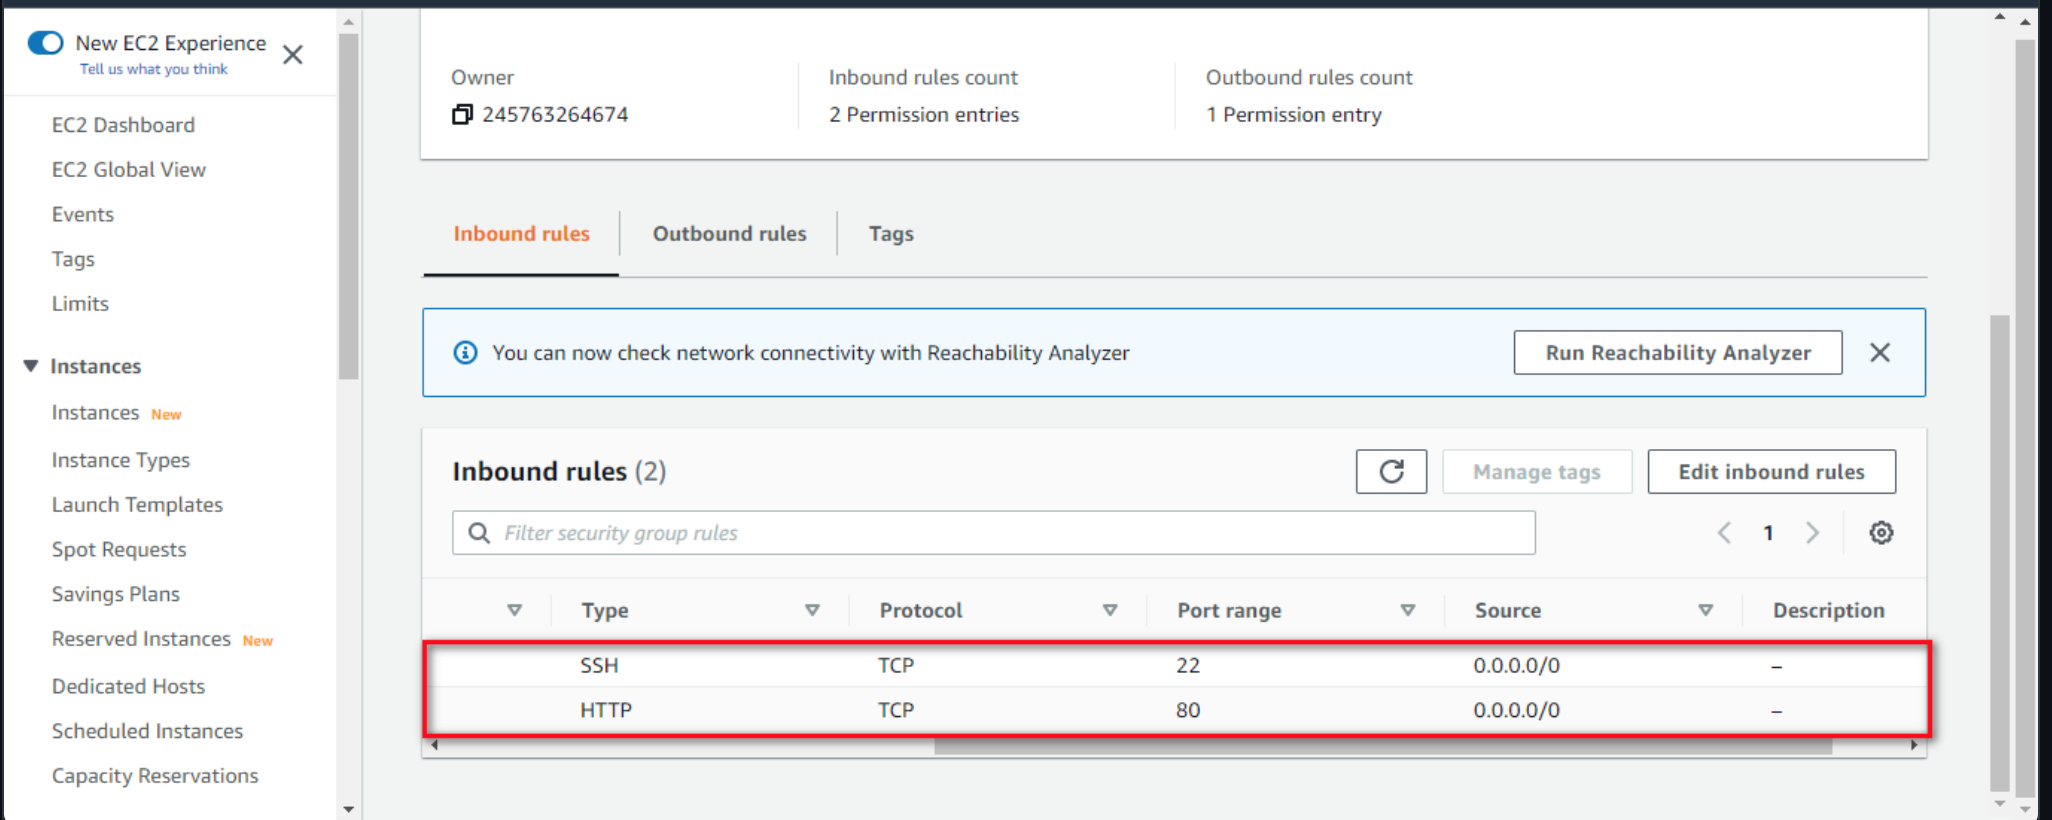 New EC2 Experience
Tell us what you think
EC2 Dashboard
EC2 Global View
Events
Tags
Limits
Instances
Instances New
Instance Types
Launch Templates
Spot Requests
Savings Plans
Reserved Instances New
Dedicated Hosts
Scheduled Instances
Capacity Reservations
Owner
245763264674
Inbound rules count
2 Permission entries
Outbound rules count
1 Permission entry
Inbound rules Outbound rules Tags
You can now check network connectivity with Reachability Analyzer Run Reachability Analyzer
Inbound rules (2) Manage tags Edit inbound rules
Filter security group rules 1
Type Protocol Port range Source Description
SSH TCP 22 0.0.0.0/0 –
HTTP TCP 80 0.0.0.0/0 –